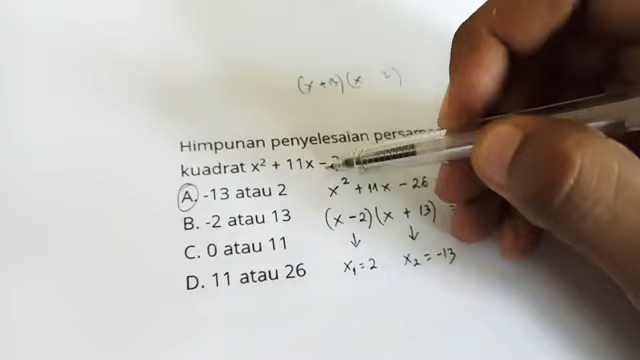 (x + 13)(x 2)
Himpunan penyelesaian
kuadrat x² + 11x -
A. -13 atau 2
B. -2 atau 13
C. 0 atau 11
D. 11 atau 26
x² + 11x - 26
(x - 2)(x + 13) =
↓ ↓
x₁ = 2 x₂ = -13